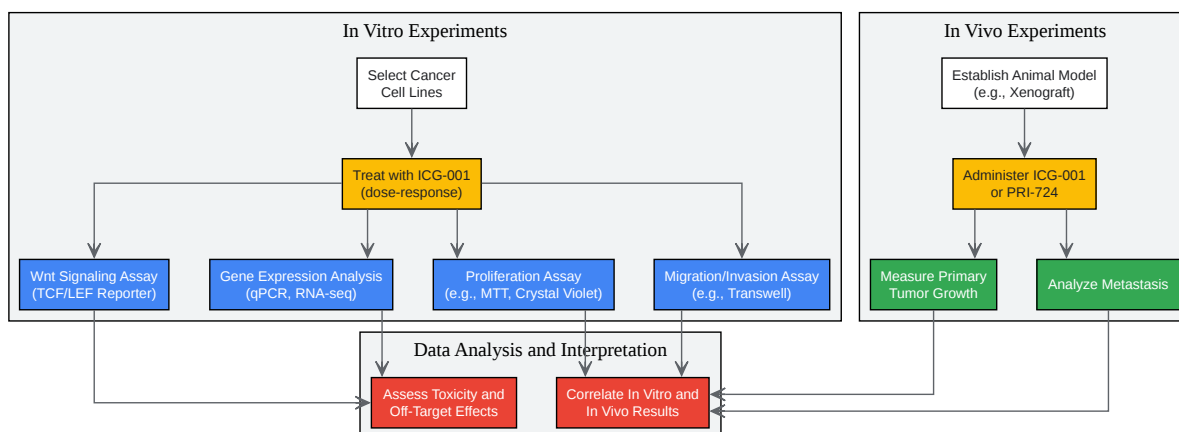 In Vitro Experiments
Select Cancer
Cell Lines
Treat with ICG-001
(dose-response)
Wnt Signaling Assay
(TCF/LEF Reporter)
Gene Expression Analysis
(qPCR, RNA-seq)
Proliferation Assay
(e.g., MTT, Crystal Violet)
Migration/Invasion Assay
(e.g., Transwell)
In Vivo Experiments
Establish Animal Model
(e.g., Xenograft)
Administer ICG-001
or PRI-724
Measure Primary
Tumor Growth
Analyze Metastasis
Data Analysis and Interpretation
Assess Toxicity and
Off-Target Effects
Correlate In Vitro and
In Vivo Results